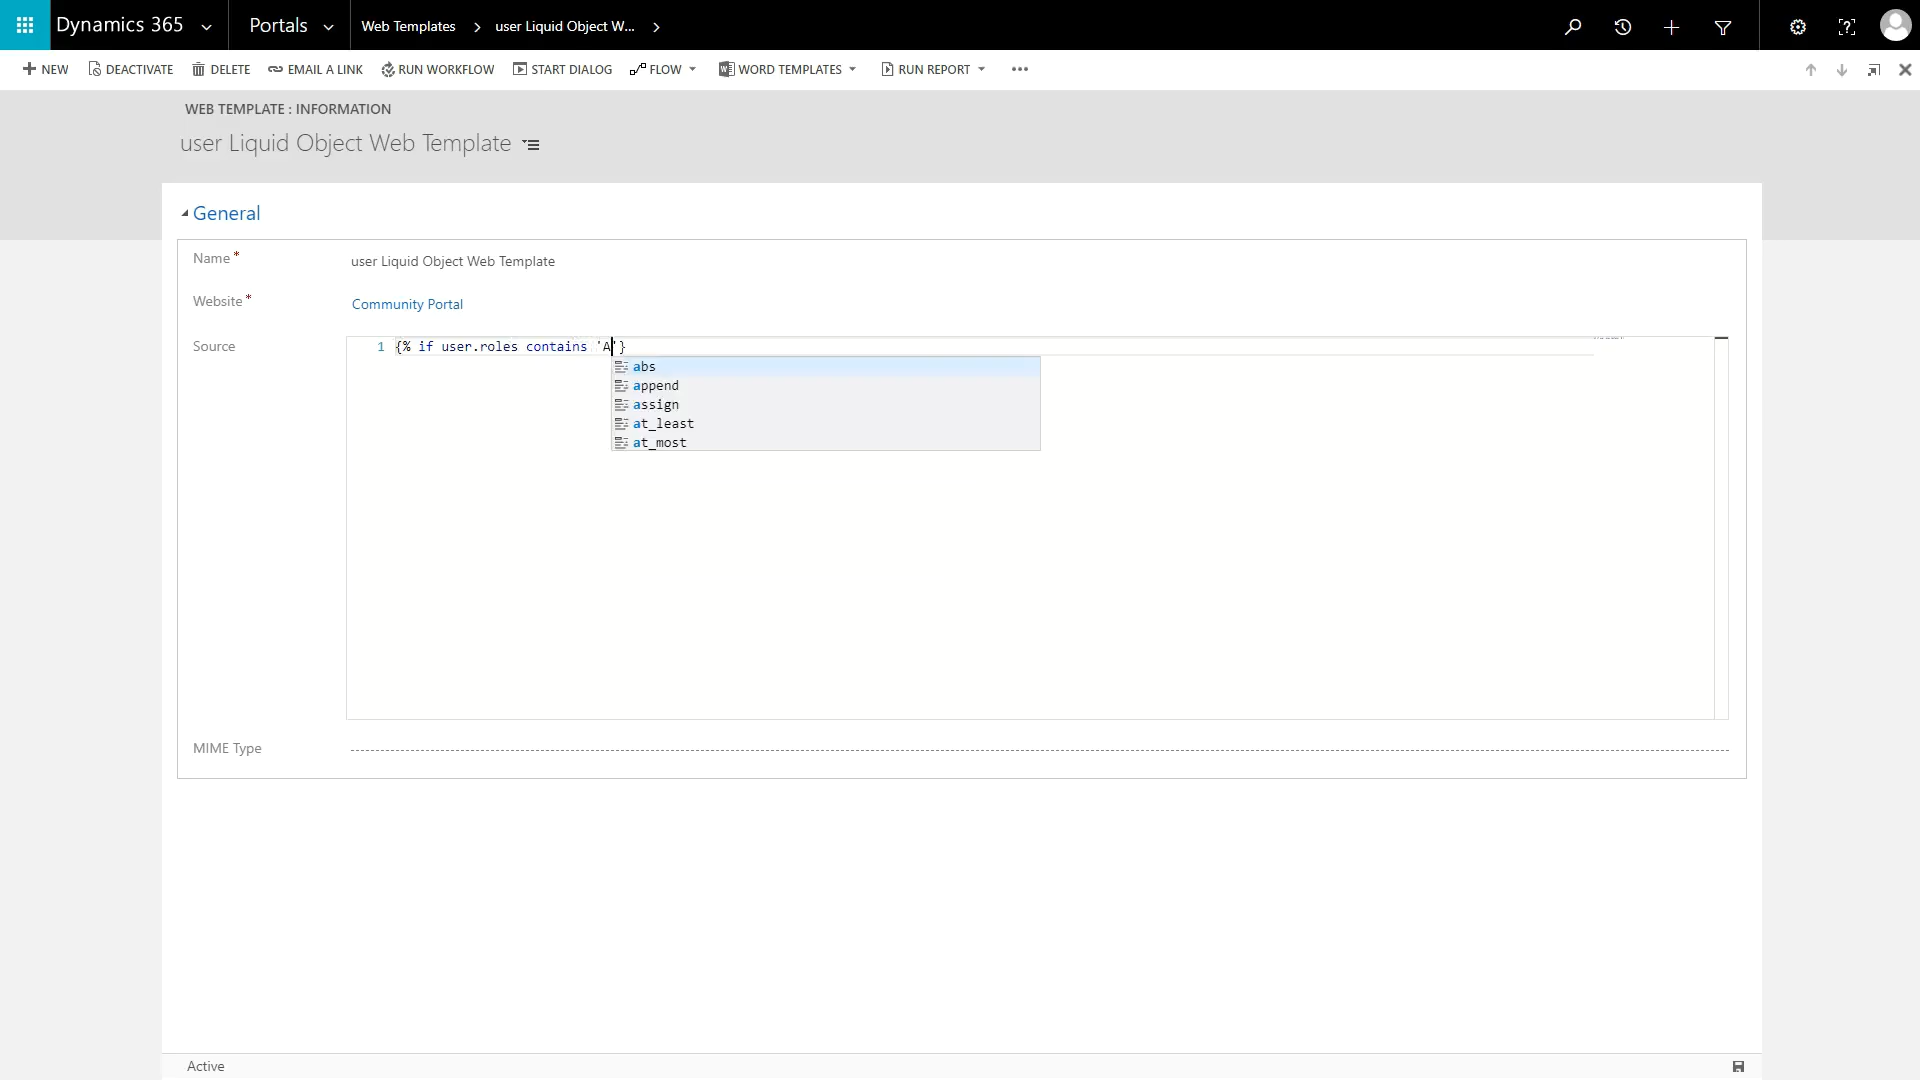 Dynamics 365 Portals Web Templates user Liquid Object W...
NEW DEACTIVATE DELETE EMAIL A LINK RUN WORKFLOW START DIALOG FLOW WORD TEMPLATES RUN REPORT •••
WEB TEMPLATE : INFORMATION
user Liquid Object Web Template
General
Name *
user Liquid Object Web Template
Website *
Community Portal
Source
1 {% if user.roles contains 'A'}
abs
append
assign
at_least
at_most
MIME Type
Active